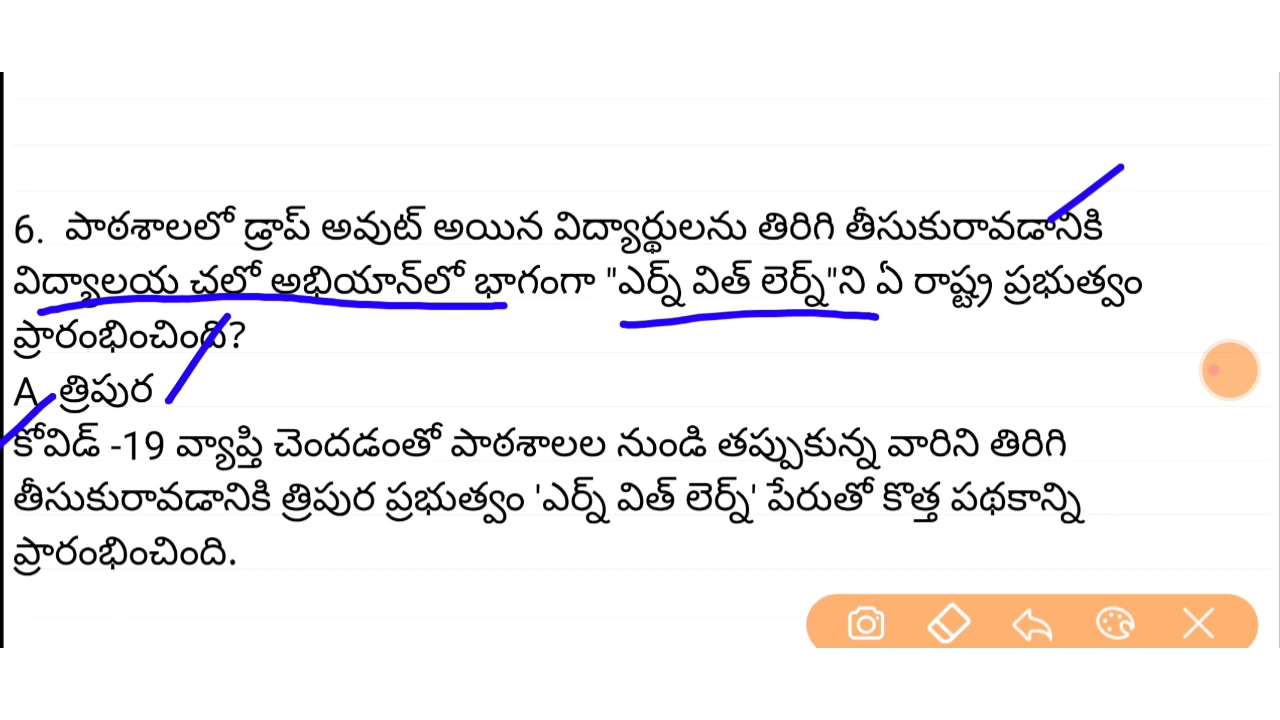 6. పాఠశాలలో డ్రాప్ అవుట్ అయిన విద్యార్థులను తిరిగి తీసుకురావడానికి
విద్యాలయ చలో అభియాన్‌లో భాగంగా "ఎర్న్ విత్ లెర్న్"ని ఏ రాష్ట్ర ప్రభుత్వం
ప్రారంభించింది?
A. త్రిపుర
కోవిడ్ -19 వ్యాప్తి చెందడంతో పాఠశాలల నుండి తప్పుకున్న వారిని తిరిగి
తీసుకురావడానికి త్రిపుర ప్రభుత్వం 'ఎర్న్ విత్ లెర్న్' పేరుతో కొత్త పథకాన్ని
ప్రారంభించింది.